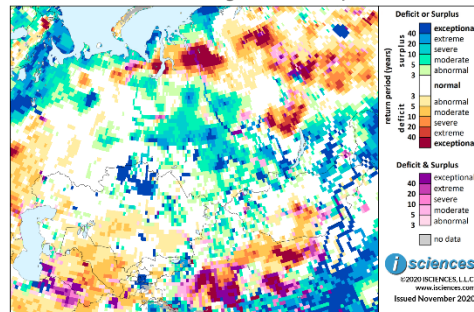 Deficit or Surplus
exceptional
40
extreme
20
severe
10
moderate
5
abnormal
3
normal
3
abnormal
5
moderate
10
severe
20
extreme
40
exceptional
return period (years)
surplus
deficit
Deficit & Surplus
exceptional
40
extreme
20
severe
10
moderate
5
abnormal
3
no data
isciences
©2020 ISCIENCES, L.L.C.
www.isciences.com
Issued November 2020